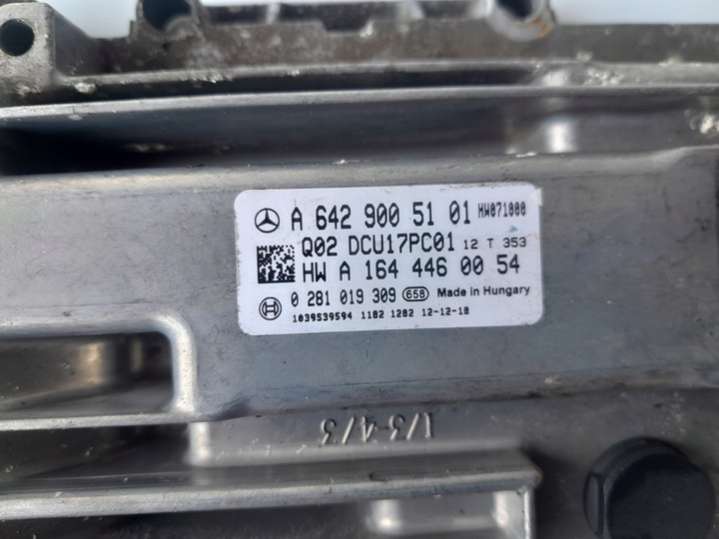 A 642 900 51 01 HW071000
Q02 DCU17PC01 12 T 353
HW A 164 446 00 54
0 281 019 309 658 Made in Hungary
1039S39594 1182 1282 12-12-18
1/3-4/3